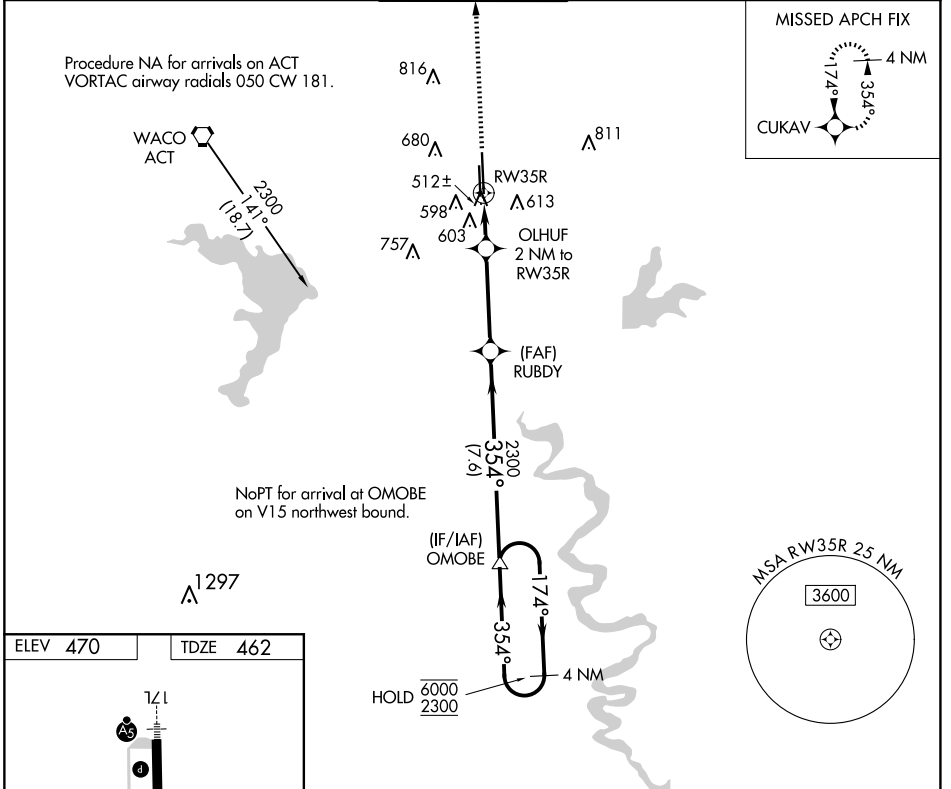 Procedure NA for arrivals on ACT
VORTAC airway radials 050 CW 181.
MISSED APCH FIX
4 NM
174°
354°
CUKAV
816
WACO
ACT
680
811
2300
141°
(18.7)
512±
RW35R
598
613
603
757
OLHUF
2 NM to
RW35R
(FAF)
RUBDY
2300
354°
(7.6)
NoPT for arrival at OMOBE
on V15 northwest bound.
(IF/IAF)
OMOBE
174°
354°
4 NM
HOLD
6000
2300
1297
MSA RW35R 25 NM
3600
ELEV 470
TDZE 462
17L
A5
P